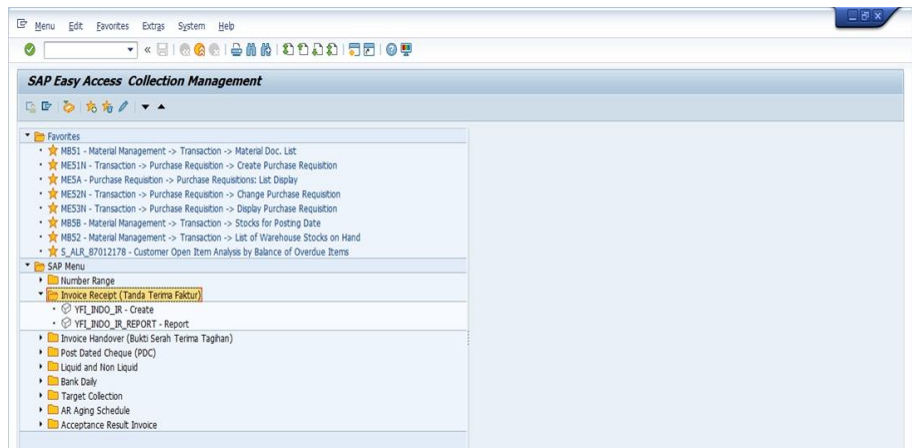 Menu Edit Favorites Extras System Help
SAP Easy Access Collection Management
Favorites
MB51 - Material Management -> Transaction -> Material Doc. List
ME51N - Transaction -> Purchase Requisition -> Create Purchase Requisition
ME5A - Purchase Requisition -> Purchase Requisitions: List Display
ME52N - Transaction -> Purchase Requisition -> Change Purchase Requisition
ME53N - Transaction -> Purchase Requisition -> Display Purchase Requisition
MB5B - Material Management -> Transaction -> Stocks for Posting Date
MB52 - Material Management -> Transaction -> List of Warehouse Stocks on Hand
S_ALR_87012178 - Customer Open Item Analysis by Balance of Overdue Items
SAP Menu
Number Range
Invoice Receipt (Tanda Terima Faktur)
YFI_INDO_IR - Create
YFI_INDO_IR_REPORT - Report
Invoice Handover (Bukti Serah Terima Tagihan)
Post Dated Cheque (PDC)
Liquid and Non Liquid
Bank Daily
Target Collection
AR Aging Schedule
Acceptance Result Invoice